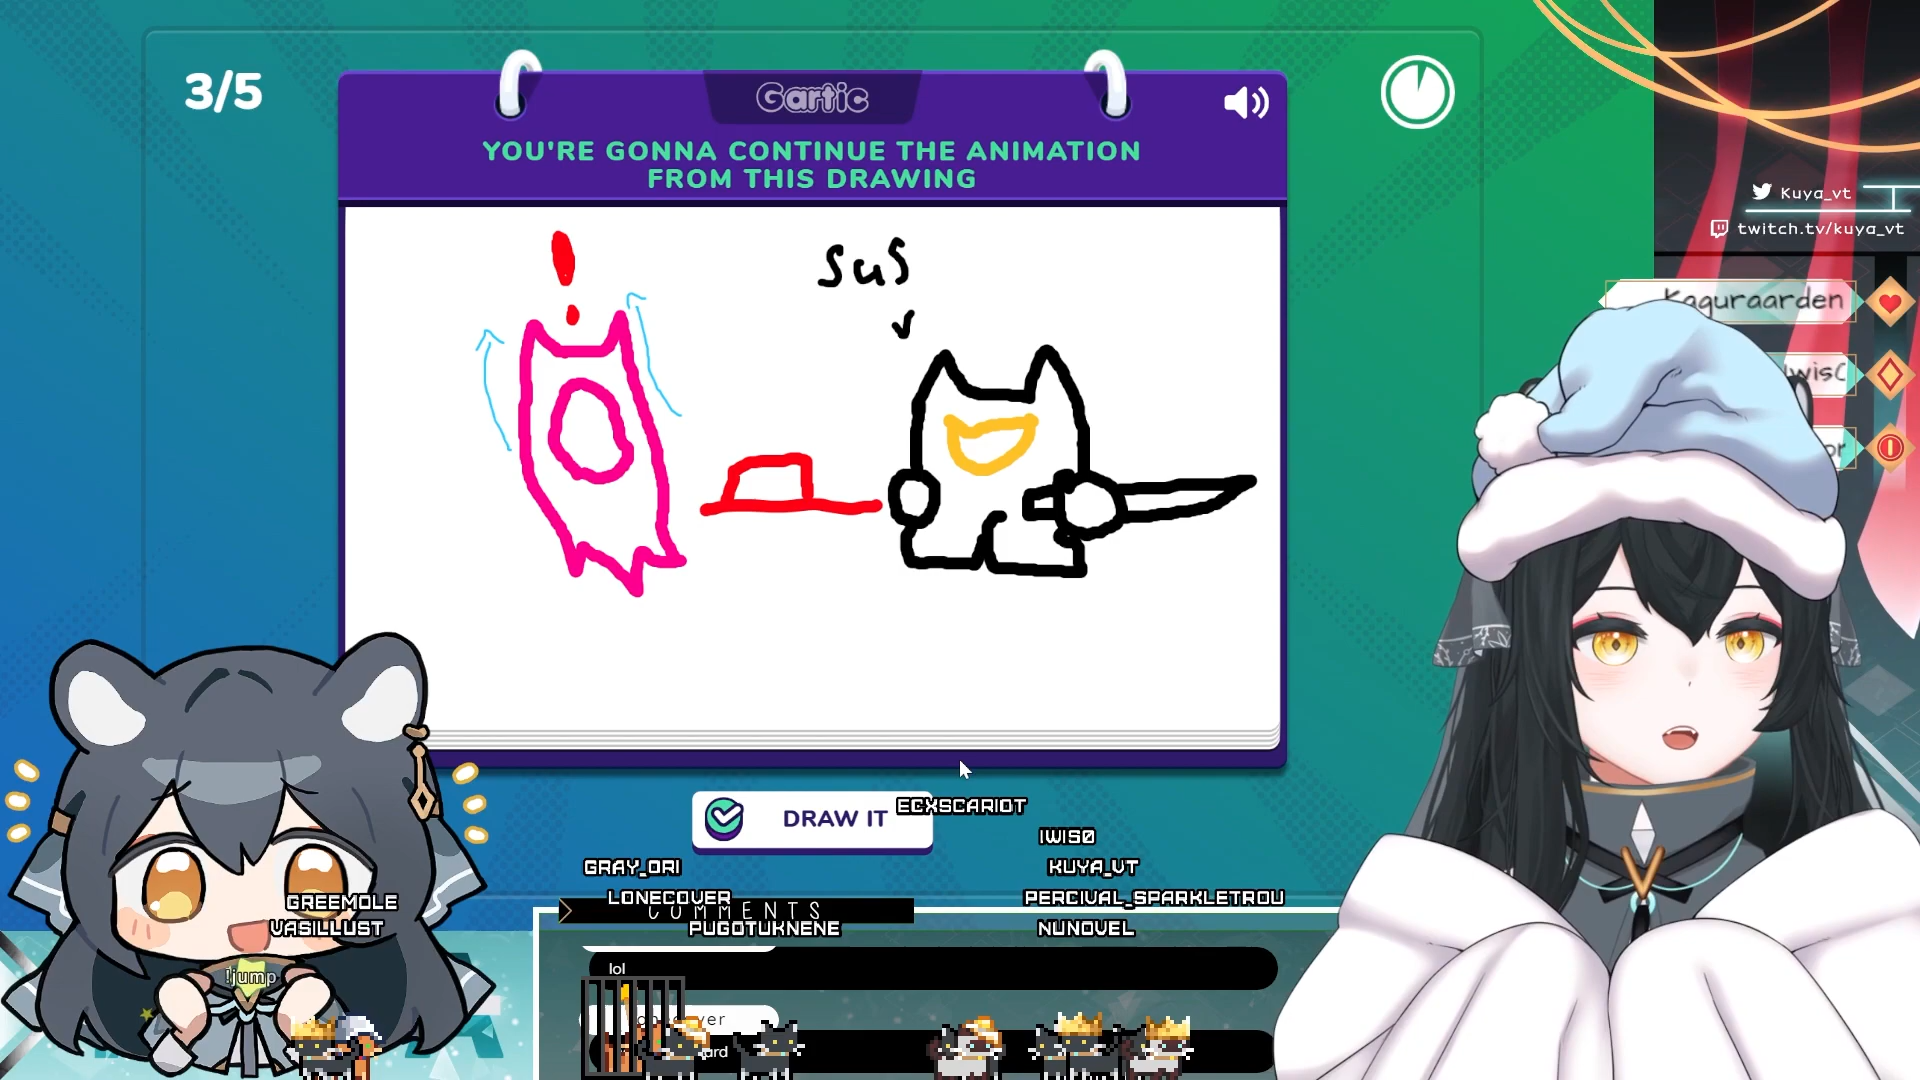 3/5
Gartic
YOU'RE GONNA CONTINUE THE ANIMATION
FROM THIS DRAWING
!
sus
Kuya_vt
twitch.tv/kuya_vt
Kaguraarden
DRAW IT
ECXSCARIOT
IWIS0
GRAY_ORI
KUYA_VT
LONECOVER
PERCIVAL_SPARKLETROU
COMMENTS
PUGOTUKNENE
NUNOVEL
GREEMOLE
VASILLUST
lol
!jump